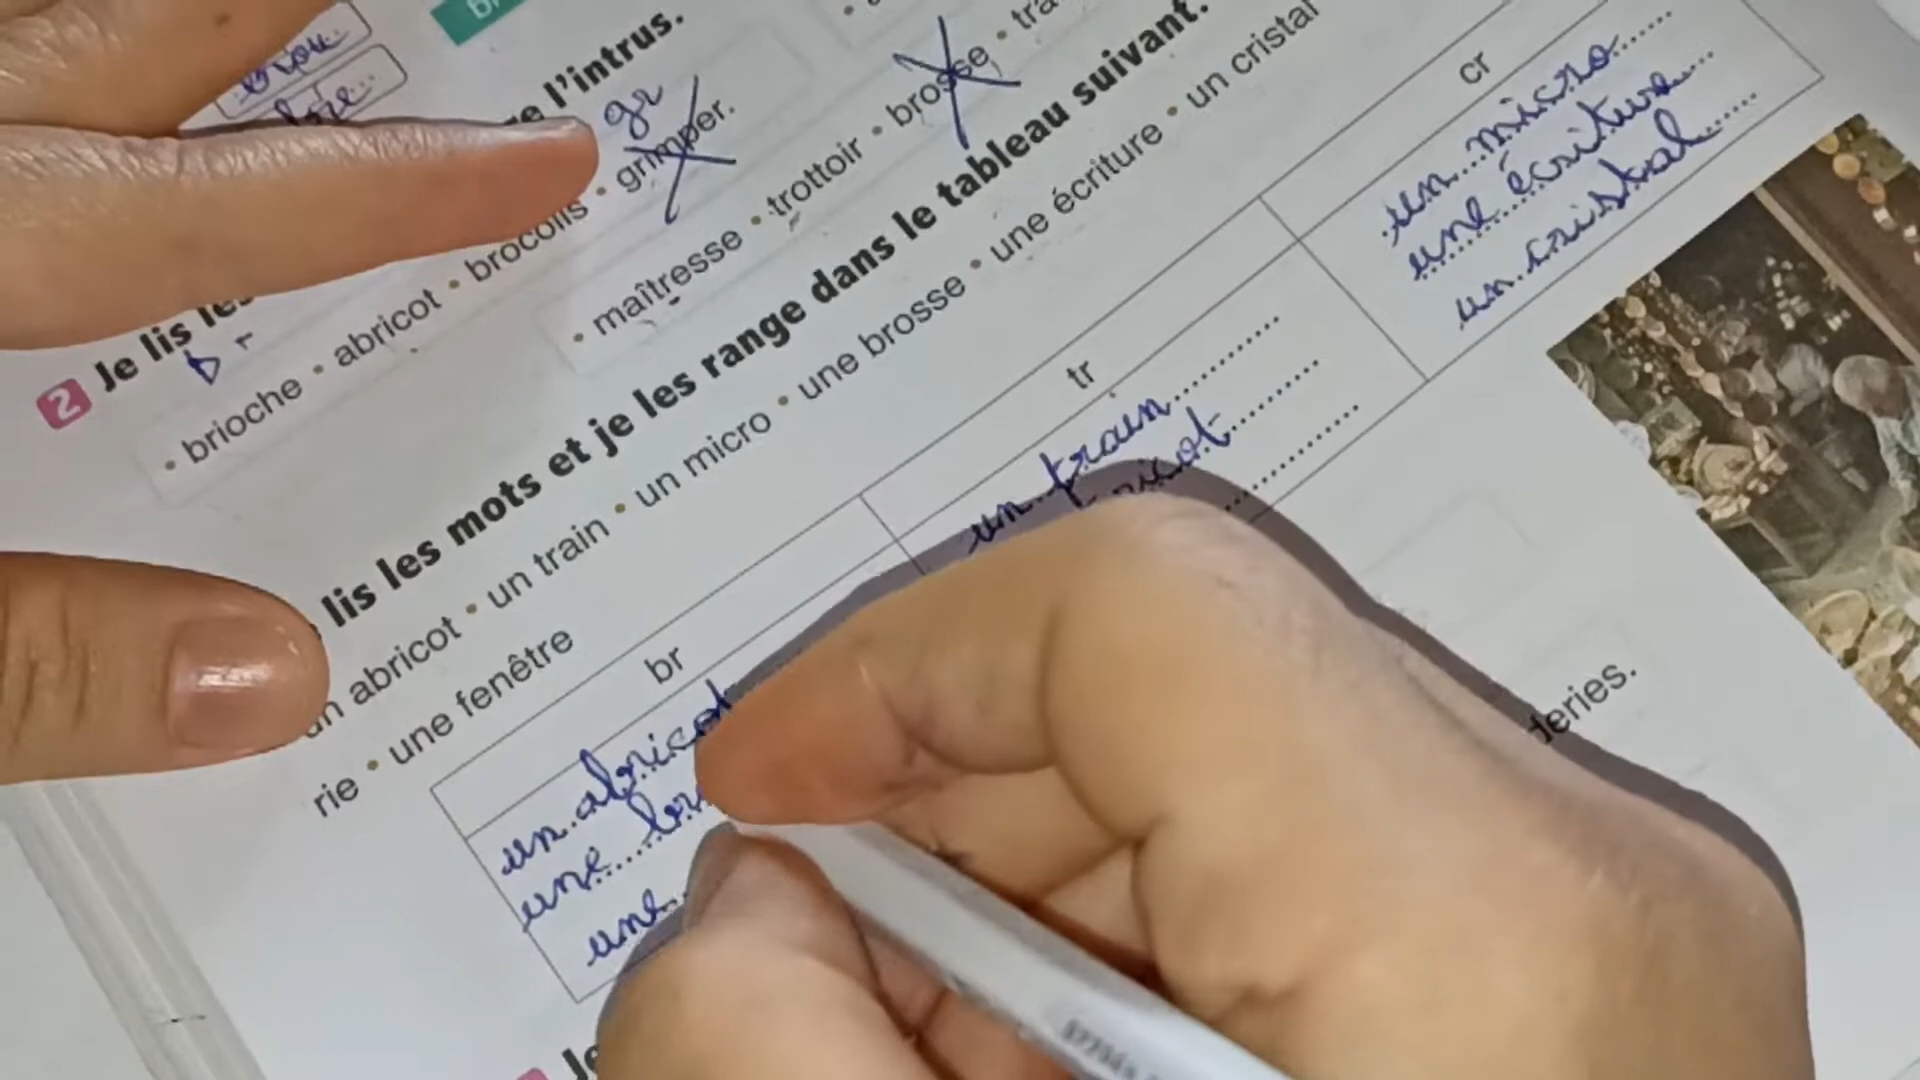 l'intrus.
gr
2 Je lis les
br
• brioche • abricot • brocolis • grimper.
• maîtresse • trottoir • brosse •
lis les mots et je les range dans le tableau suivant.
un abricot • un train • un micro • une brosse • une écriture • un cristal
rie • une fenêtre
br
tr
cr
un abricot
une
une
un train
un micro
une écriture
un cristal
Je